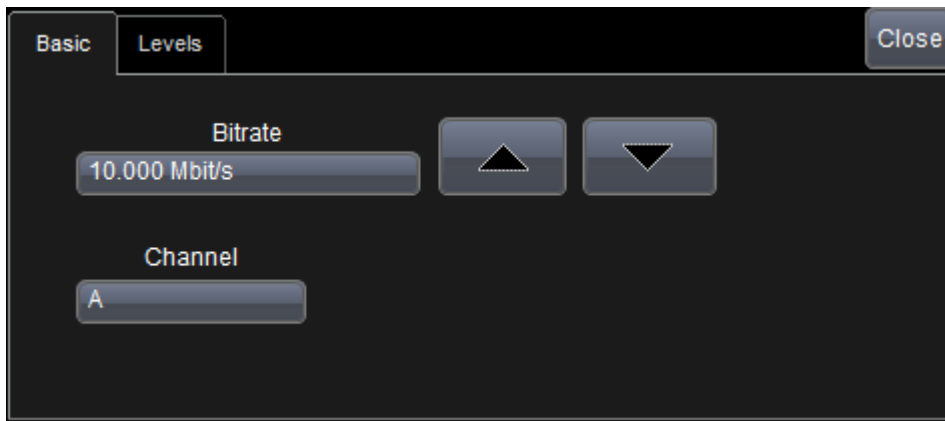 Basic
Levels
Close
Bitrate
10.000 Mbit/s
Channel
A